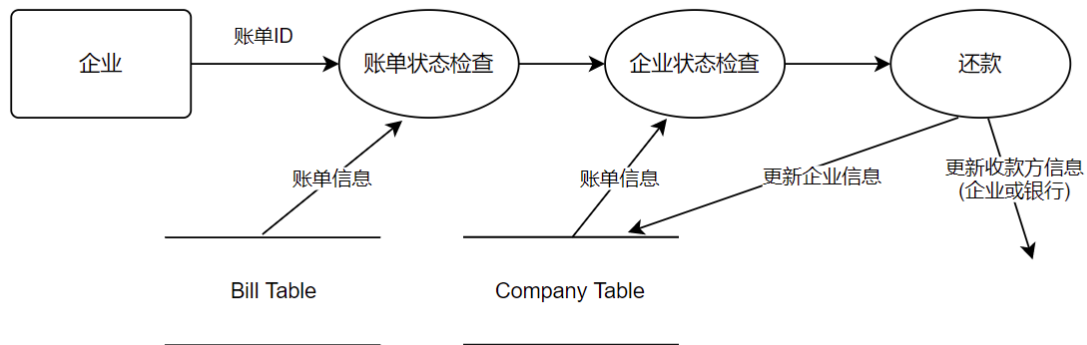 企业
账单ID
账单状态检查
企业状态检查
还款
账单信息
账单信息
更新企业信息
更新收款方信息
(企业或银行)
Bill Table
Company Table